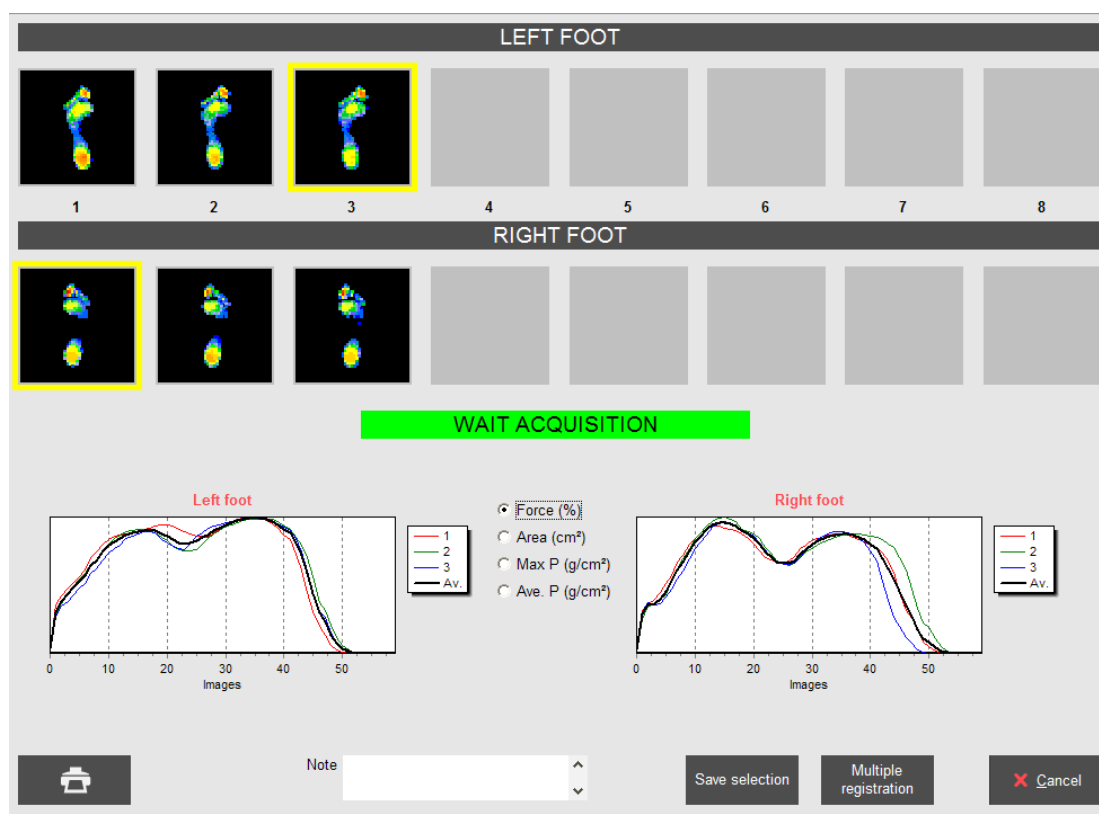 LEFT FOOT
1 2 3 4 5 6 7 8
RIGHT FOOT
WAIT ACQUISITION
Left foot
1
2
3
Av.
0 10 20 30 40 50
Images
Force (%)
Area (cm²)
Max P (g/cm²)
Ave. P (g/cm²)
Right foot
1
2
3
Av.
0 10 20 30 40 50
Images
Note
Save selection
Multiple
registration
Cancel